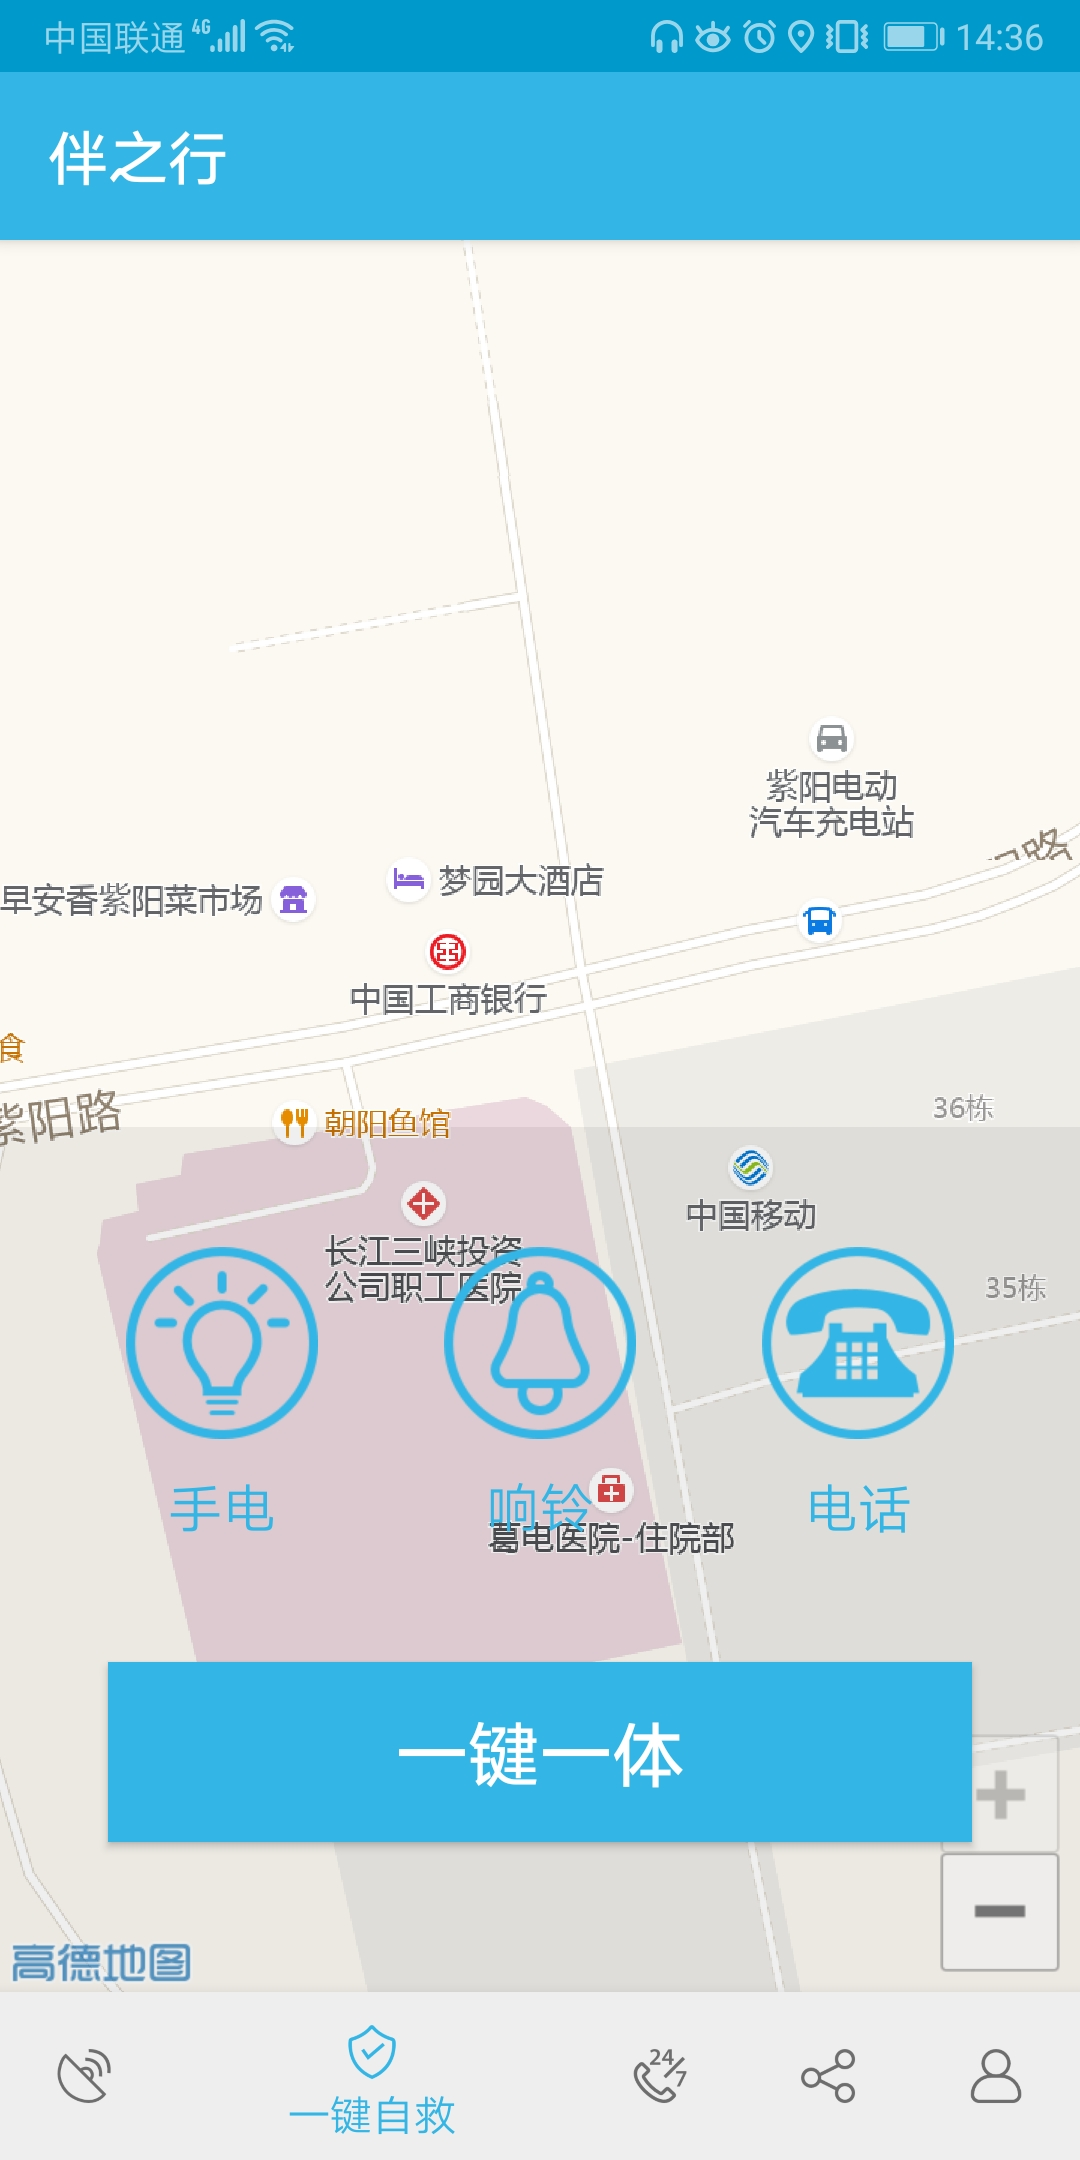 中国联通 4G 14:36
伴之行
紫阳电动
汽车充电站
路
梦园大酒店
早安香紫阳菜市场
中国工商银行
食
紫阳路
36栋
朝阳鱼馆
中国移动
长江三峡投资
公司职工医院
35栋
手电
响铃
电话
葛电医院-住院部
一键一体
高德地图
24/7
一键自救